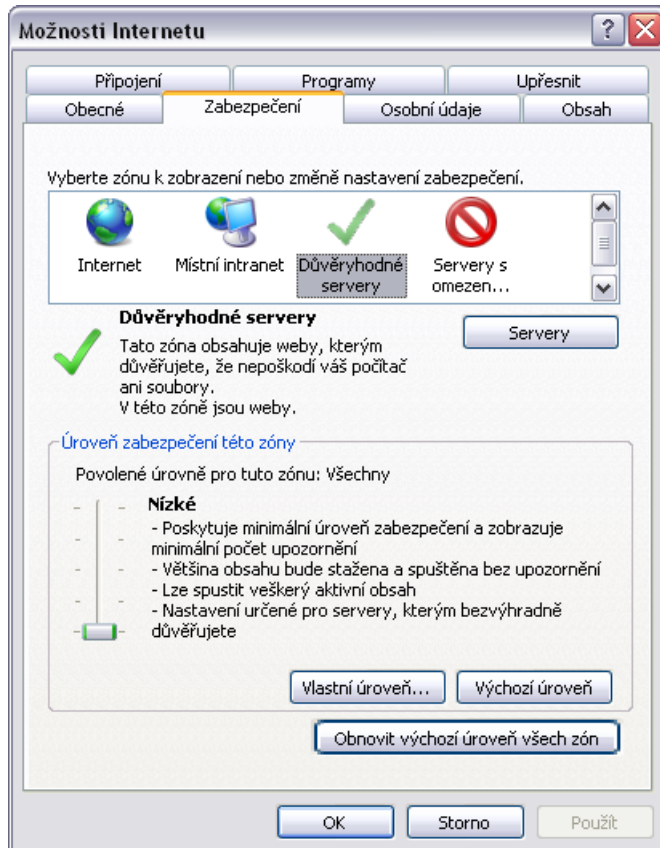 Možnosti Internetu
Připojení
Programy
Upřesnit
Obecné
Zabezpečení
Osobní údaje
Obsah
Vyberte zónu k zobrazení nebo změně nastavení zabezpečení.
Internet
Místní intranet
Důvěryhodné
servery
Servery s
omezen...
Důvěryhodné servery
Tato zóna obsahuje weby, kterým
důvěřujete, že nepoškodí váš počítač
ani soubory.
V této zóně jsou weby.
Servery
Úroveň zabezpečení této zóny
Povolené úrovně pro tuto zónu: Všechny
Nízké
- Poskytuje minimální úroveň zabezpečení a zobrazuje
minimální počet upozornění
- Většina obsahu bude stažena a spuštěna bez upozornění
- Lze spustit veškerý aktivní obsah
- Nastavení určené pro servery, kterým bezvýhradně
důvěřujete
Vlastní úroveň...
Výchozí úroveň
Obnovit výchozí úroveň všech zón
OK
Storno
Použít